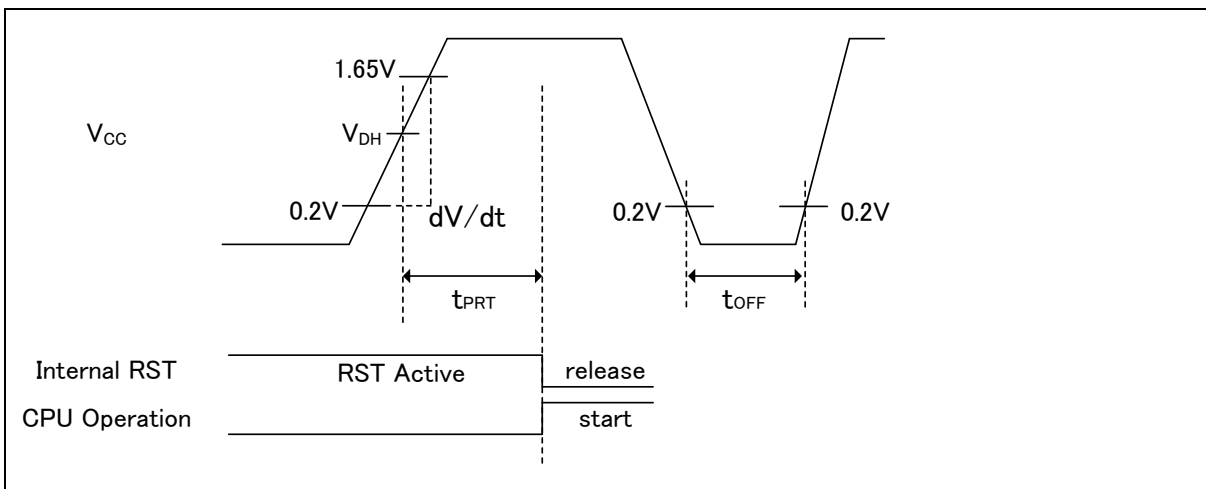 1.65V
VCC
VDH
0.2V
dV/dt
0.2V
0.2V
tPRT
tOFF
Internal RST
RST Active
release
CPU Operation
start